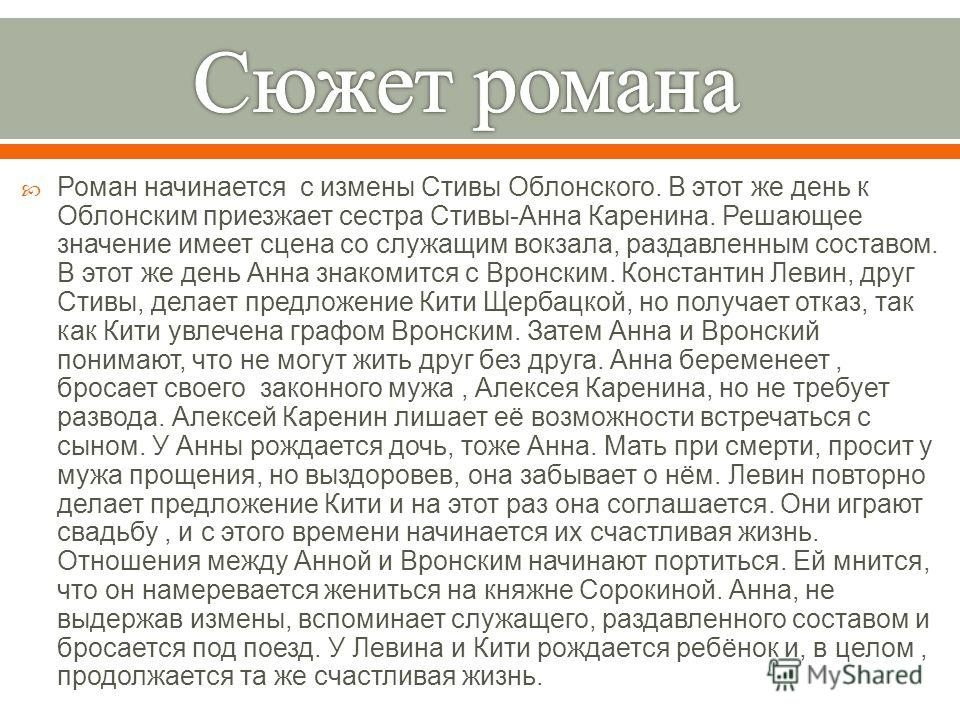 Сюжет романа
Роман начинается с измены Стивы Облонского. В этот же день к
Облонским приезжает сестра Стивы-Анна Каренина. Решающее
значение имеет сцена со служащим вокзала, раздавленным составом.
В этот же день Анна знакомится с Вронским. Константин Левин, друг
Стивы, делает предложение Кити Щербацкой, но получает отказ, так
как Кити увлечена графом Вронским. Затем Анна и Вронский
понимают, что не могут жить друг без друга. Анна беременеет ,
бросает своего законного мужа , Алексея Каренина, но не требует
развода. Алексей Каренин лишает её возможности встречаться с
сыном. У Анны рождается дочь, тоже Анна. Мать при смерти, просит у
мужа прощения, но выздоровев, она забывает о нём. Левин повторно
делает предложение Кити и на этот раз она соглашается. Они играют
свадьбу , и с этого времени начинается их счастливая жизнь.
Отношения между Анной и Вронским начинают портиться. Ей мнится,
что он намеревается жениться на княжне Сорокиной. Анна, не
выдержав измены, вспоминает служащего, раздавленного составом и
бросается под поезд. У Левина и Кити рождается ребёнок и, в целом ,
продолжается та же счастливая жизнь.
MyShared